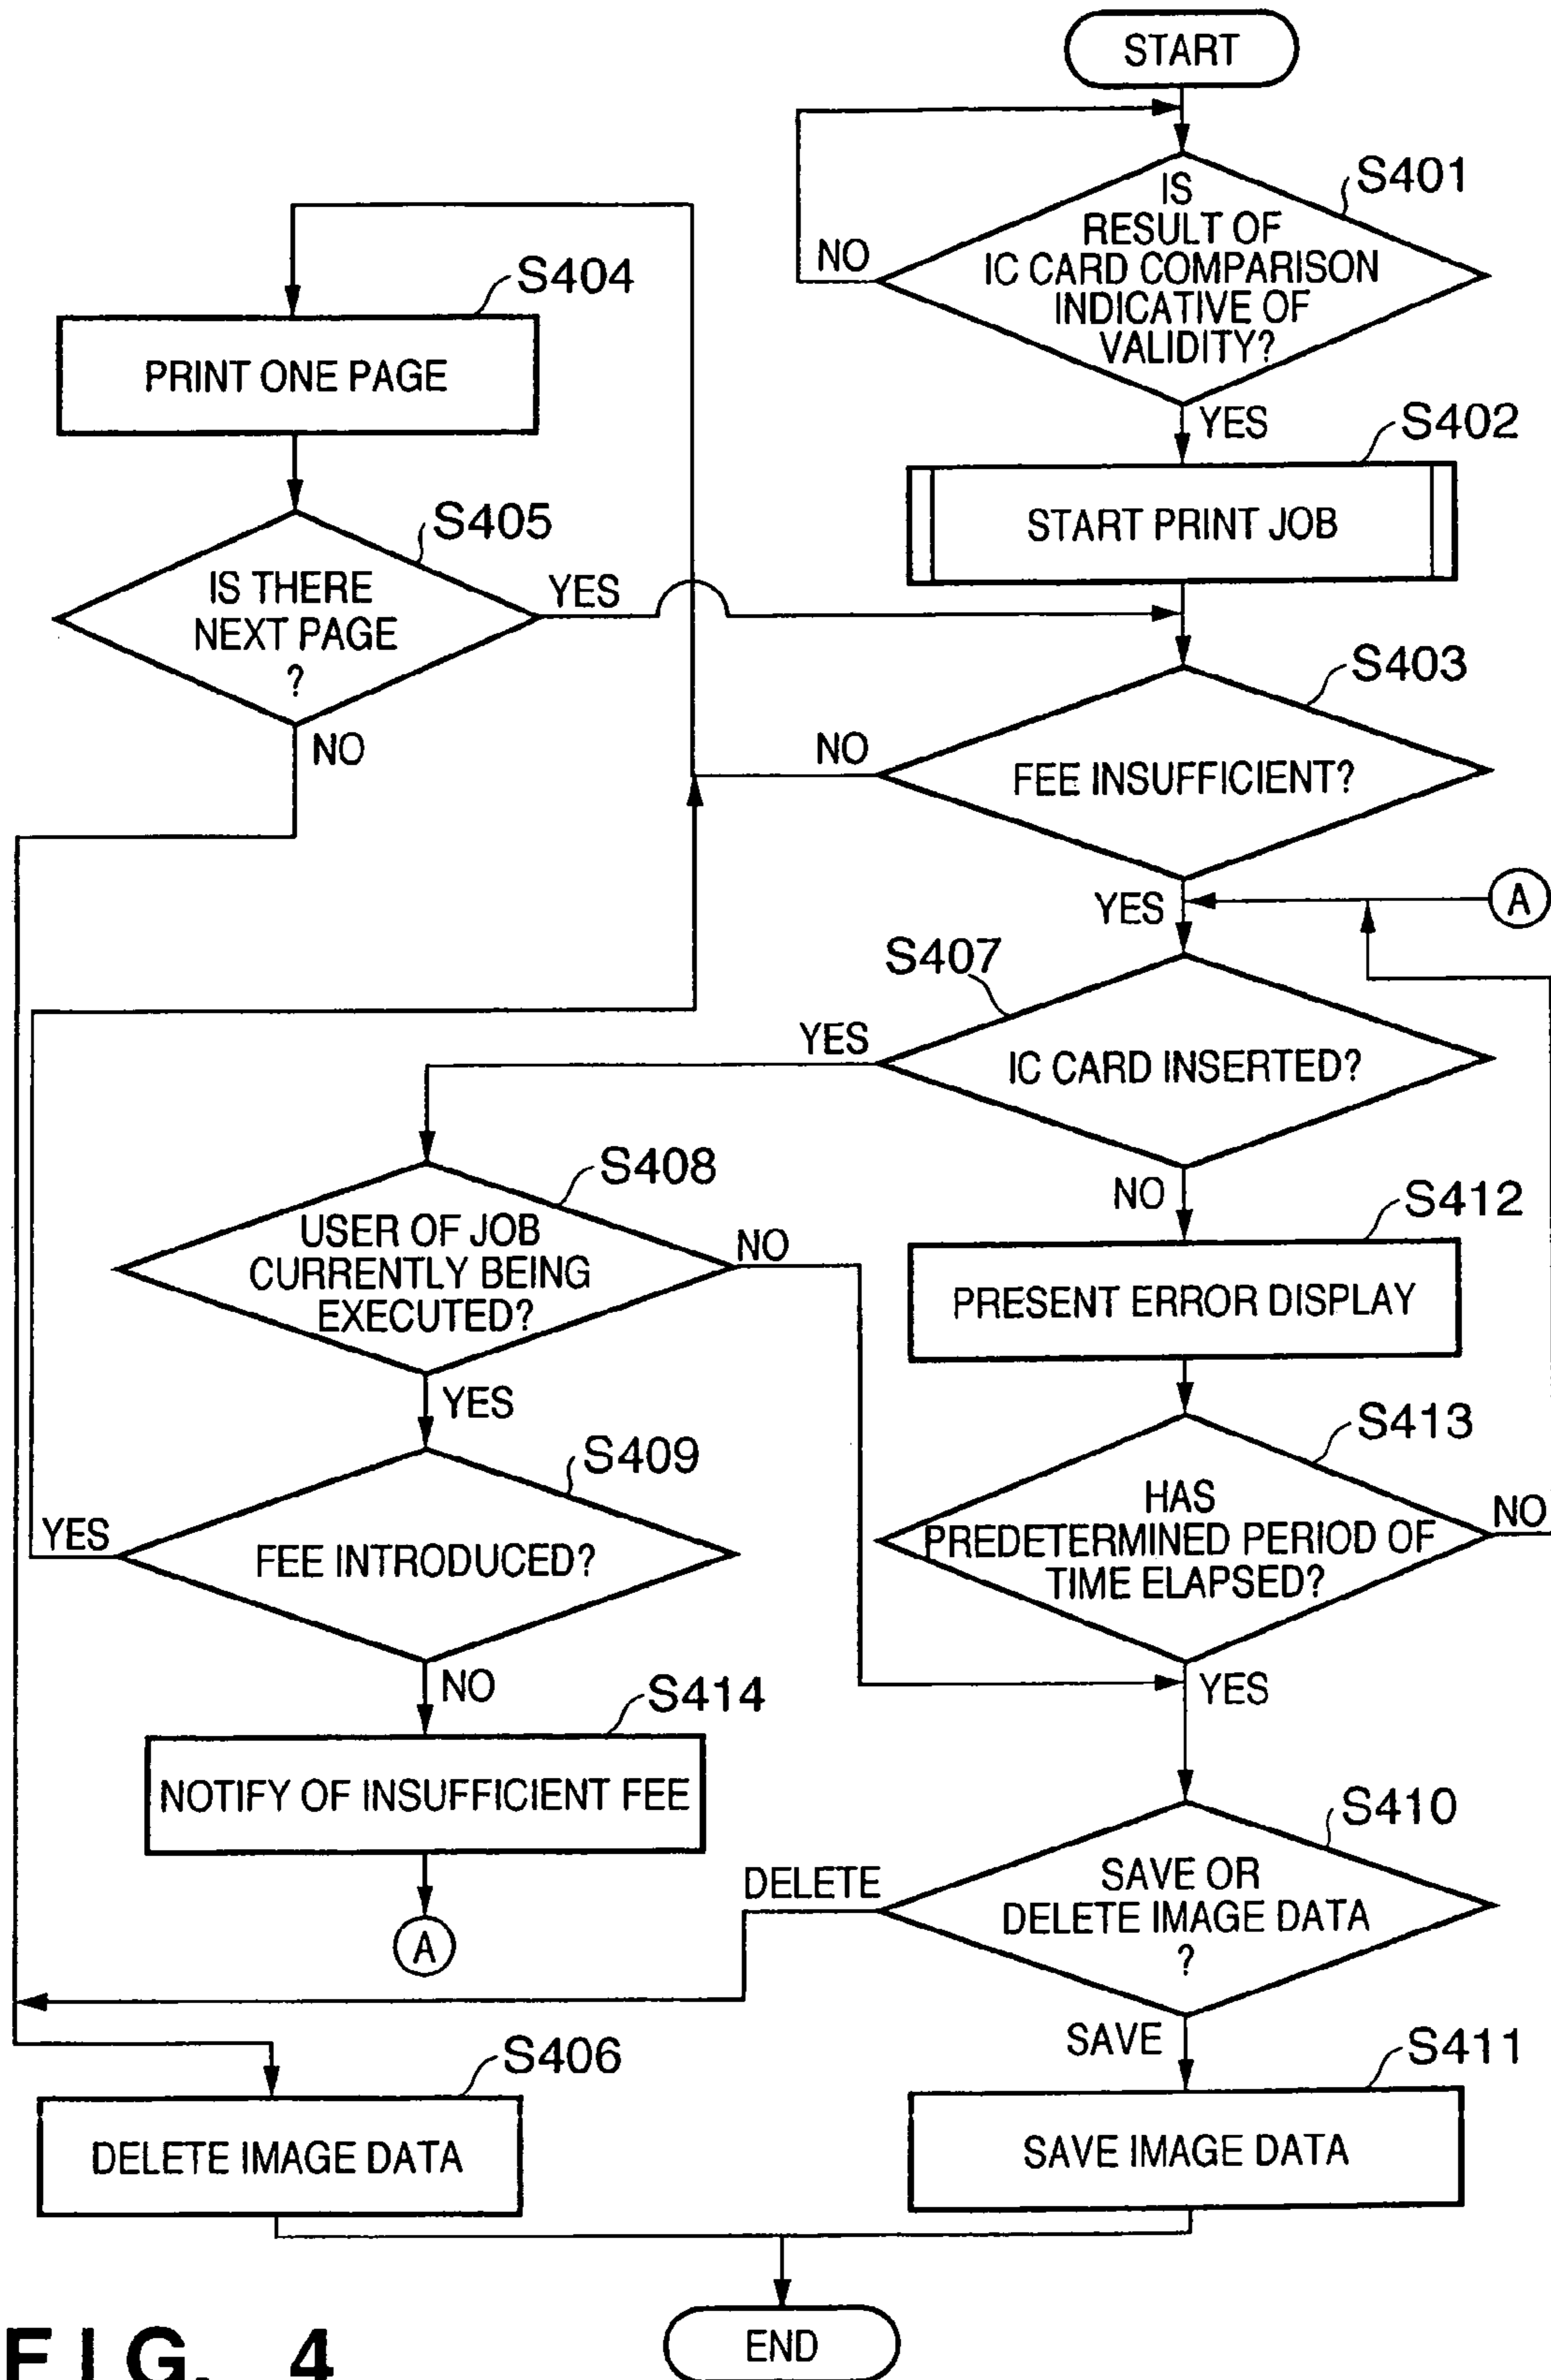 START
S401
IS
RESULT OF
IC CARD COMPARISON
INDICATIVE OF
VALIDITY?
NO
YES
S402
START PRINT JOB
S404
PRINT ONE PAGE
S405
IS THERE
NEXT PAGE
?
YES
NO
S403
FEE INSUFFICIENT?
NO
YES
A
S407
IC CARD INSERTED?
YES
NO
S408
USER OF JOB
CURRENTLY BEING
EXECUTED?
NO
YES
S412
PRESENT ERROR DISPLAY
S409
FEE INTRODUCED?
YES
NO
S413
HAS
PREDETERMINED PERIOD OF
TIME ELAPSED?
NO
YES
S414
NOTIFY OF INSUFFICIENT FEE
A
S410
SAVE OR
DELETE IMAGE DATA
?
DELETE
SAVE
S406
DELETE IMAGE DATA
S411
SAVE IMAGE DATA
END
FIG. 4